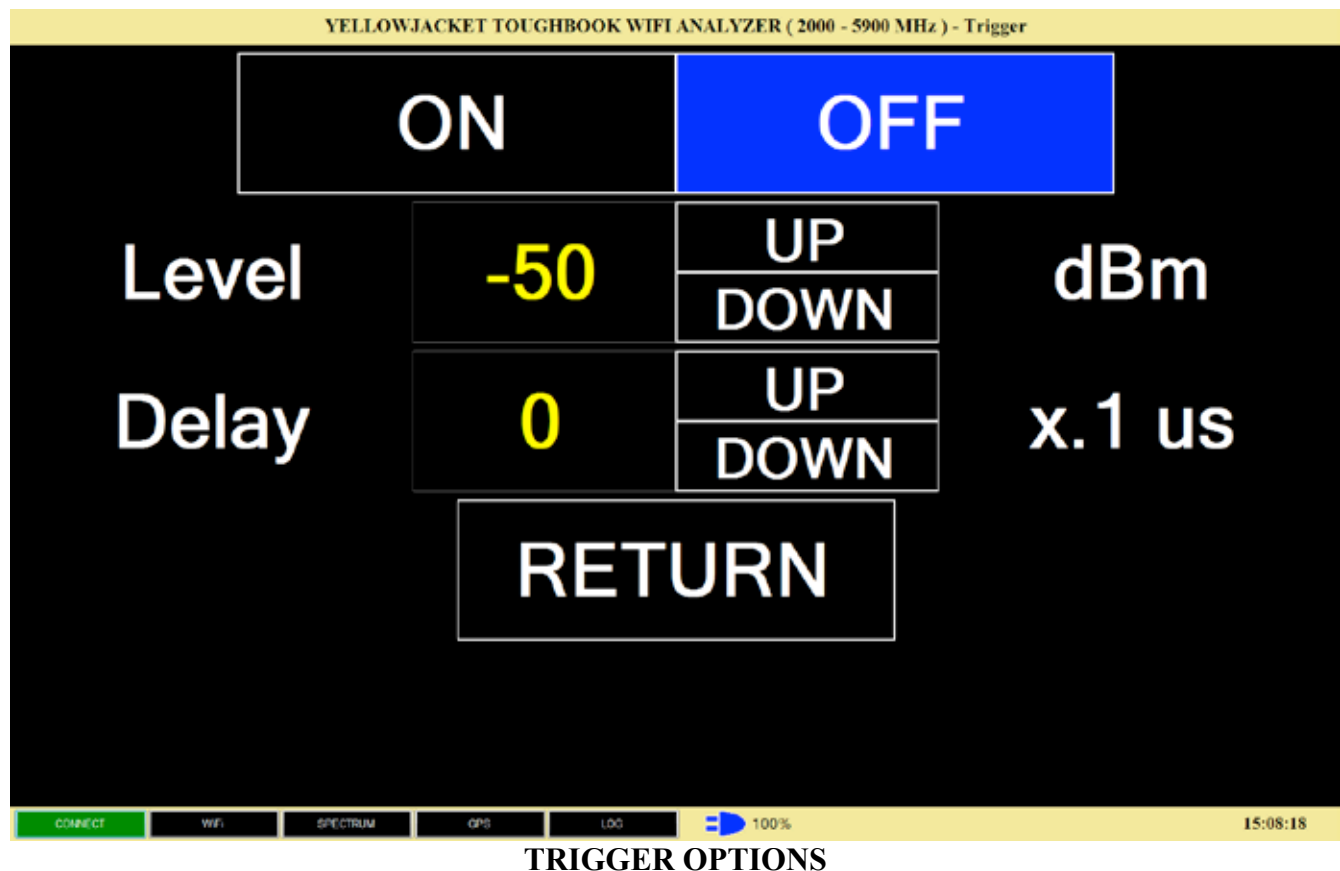 YELLOWJACKET TOUGHBOOK WIFI ANALYZER ( 2000 - 5900 MHz ) - Trigger
ON OFF
Level -50 UP DOWN dBm
Delay 0 UP DOWN x.1 us
RETURN
CONNECT WiFi SPECTRUM GPS LOG 100% 15:08:18
TRIGGER OPTIONS